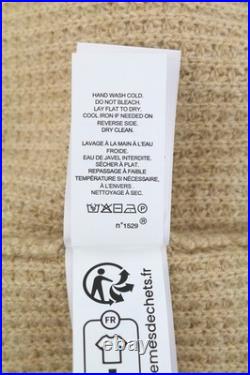 HAND WASH COLD.
DO NOT BLEACH.
LAY FLAT TO DRY.
COOL IRON IF NEEDED ON
REVERSE SIDE.
DRY CLEAN.
LAVAGE À LA MAIN À L'EAU
FROIDE.
EAU DE JAVEL INTERDITE.
SÉCHER À PLAT.
REPASSAGE À FAIBLE
TEMPÉRATURE SI NÉCESSAIRE,
À L'ENVERS .
NETTOYAGE À SEC.
n°1529 ®
FR
emesdechets.fr